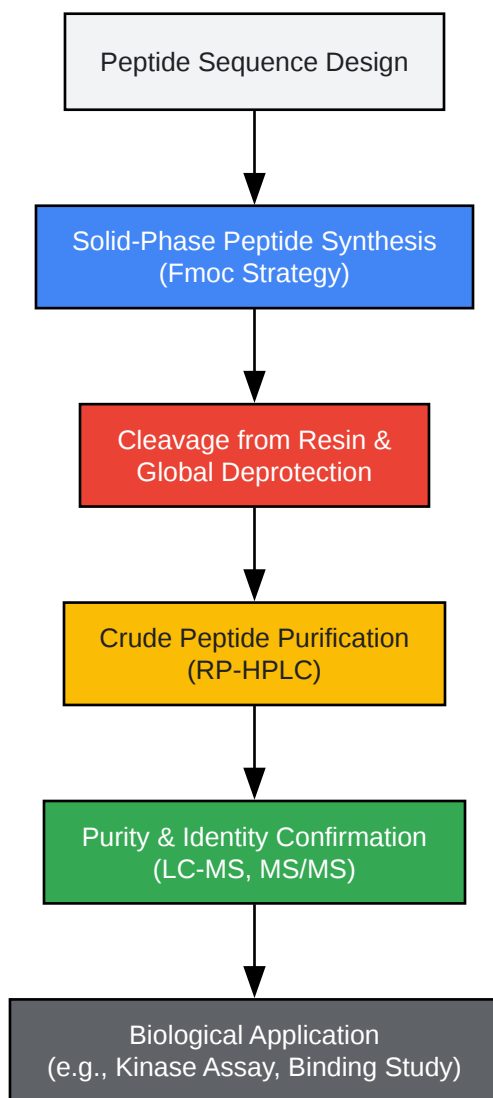 Peptide Sequence Design
Solid-Phase Peptide Synthesis
(Fmoc Strategy)
Cleavage from Resin &
Global Deprotection
Crude Peptide Purification
(RP-HPLC)
Purity & Identity Confirmation
(LC-MS, MS/MS)
Biological Application
(e.g., Kinase Assay, Binding Study)